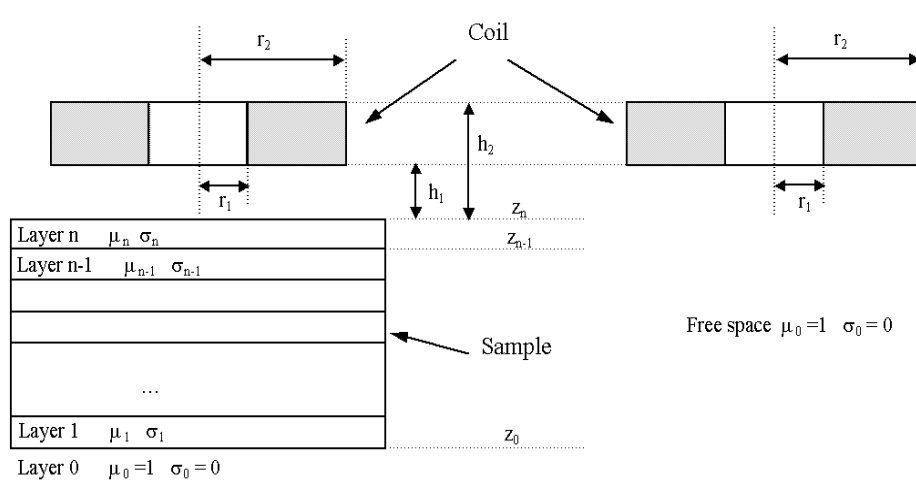 r₂
Coil
r₂
h₂
r₁
h₁
r₁
zₙ
Layer n μₙ σₙ
zₙ₋₁
Layer n-1 μₙ₋₁ σₙ₋₁
Free space μ₀ =1 σ₀ = 0
Sample
...
Layer 1 μ₁ σ₁
z₀
Layer 0 μ₀ =1 σ₀ = 0